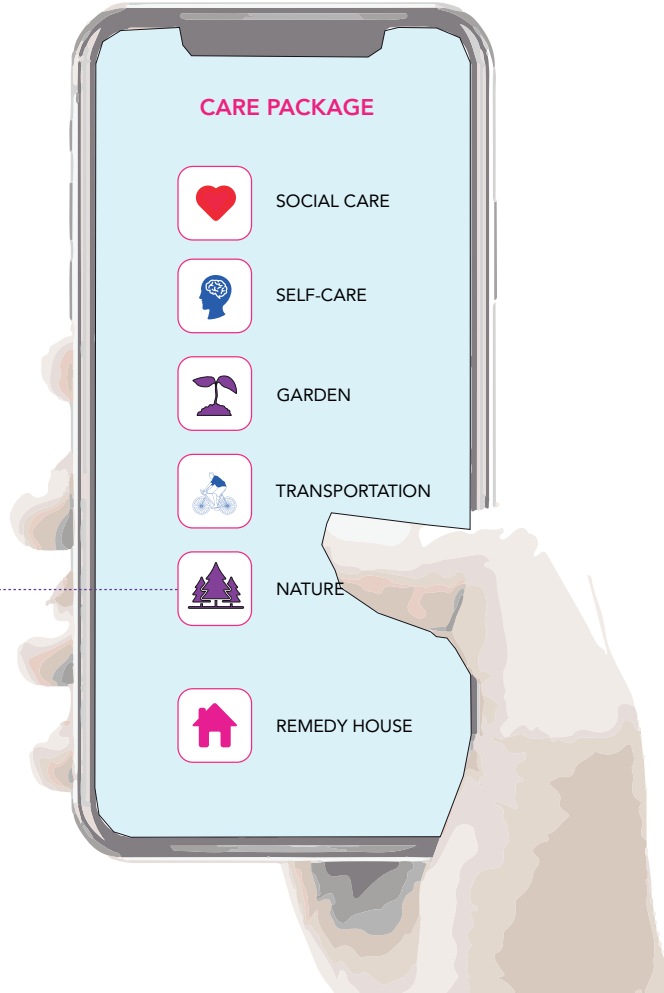 CARE PACKAGE
SOCIAL CARE
SELF-CARE
GARDEN
TRANSPORTATION
NATURE
REMEDY HOUSE